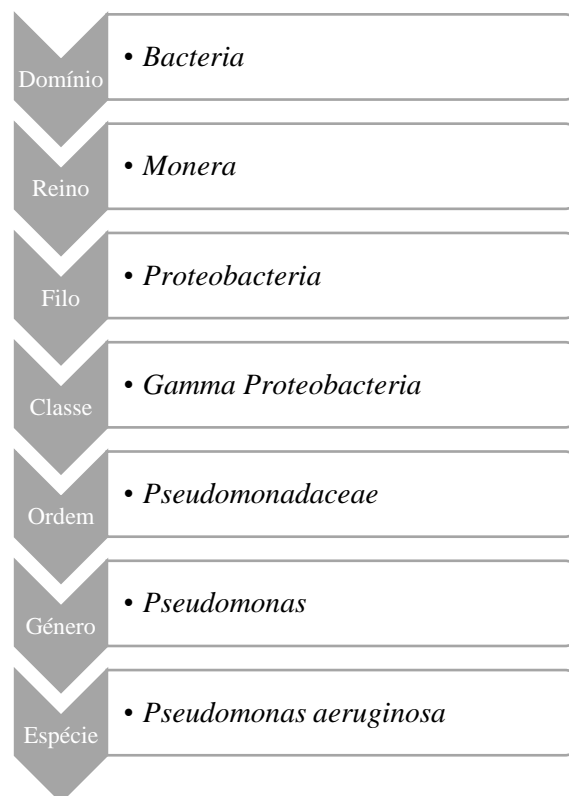 Domínio
• Bacteria
Reino
• Monera
Filo
• Proteobacteria
Classe
• Gamma Proteobacteria
Ordem
• Pseudomonadaceae
Género
• Pseudomonas
Espécie
• Pseudomonas aeruginosa